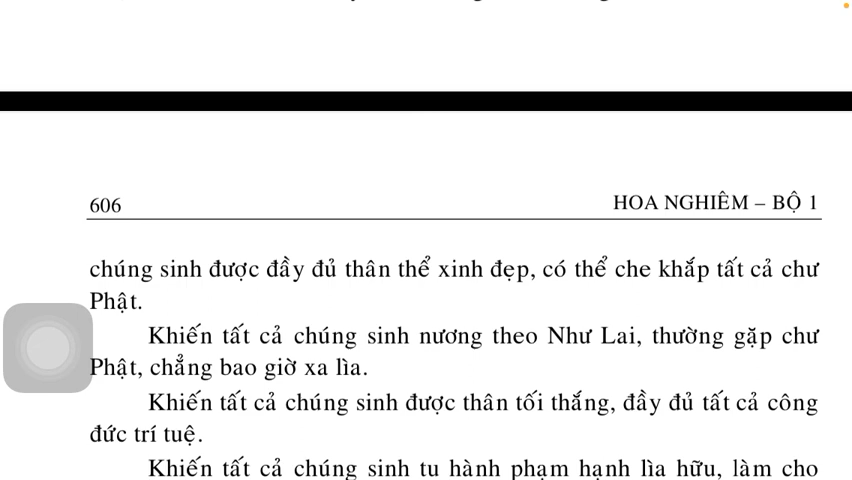 606
HOA NGHIÊM – BỘ 1
chúng sinh được đầy đủ thân thể xinh đẹp, có thể che khắp tất cả chư
Phật.
Khiến tất cả chúng sinh nương theo Như Lai, thường gặp chư
Phật, chẳng bao giờ xa lìa.
Khiến tất cả chúng sinh được thân tối thắng, đầy đủ tất cả công
đức trí tuệ.
Khiến tất cả chúng sinh tu hành phạm hạnh lìa hữu, làm cho